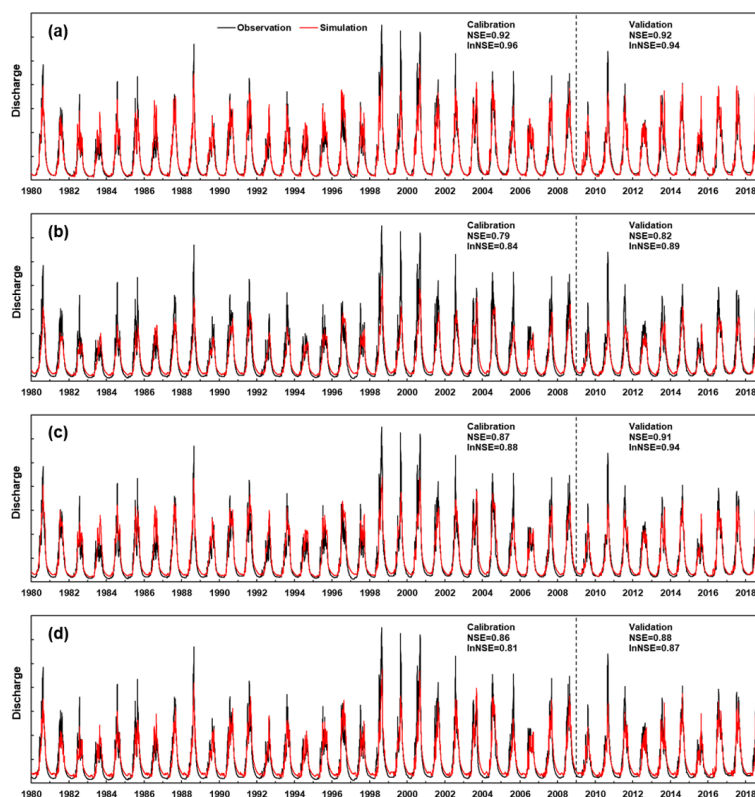 (a)
Observation Simulation
Calibration
NSE=0.92
lnNSE=0.96
Validation
NSE=0.92
lnNSE=0.94
Discharge
1980 1982 1984 1986 1988 1990 1992 1994 1996 1998 2000 2002 2004 2006 2008 2010 2012 2014 2016 2018
(b)
Calibration
NSE=0.79
lnNSE=0.84
Validation
NSE=0.82
lnNSE=0.89
Discharge
1980 1982 1984 1986 1988 1990 1992 1994 1996 1998 2000 2002 2004 2006 2008 2010 2012 2014 2016 2018
(c)
Calibration
NSE=0.87
lnNSE=0.88
Validation
NSE=0.91
lnNSE=0.94
Discharge
1980 1982 1984 1986 1988 1990 1992 1994 1996 1998 2000 2002 2004 2006 2008 2010 2012 2014 2016 2018
(d)
Calibration
NSE=0.86
lnNSE=0.81
Validation
NSE=0.88
lnNSE=0.87
Discharge
1980 1982 1984 1986 1988 1990 1992 1994 1996 1998 2000 2002 2004 2006 2008 2010 2012 2014 2016 2018